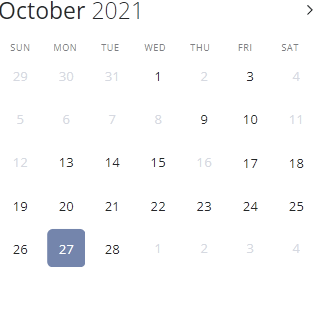 October 2021
SUN MON TUE WED THU FRI SAT
29 30 31 1 2 3 4
5 6 7 8 9 10 11
12 13 14 15 16 17 18
19 20 21 22 23 24 25
26 27 28 1 2 3 4